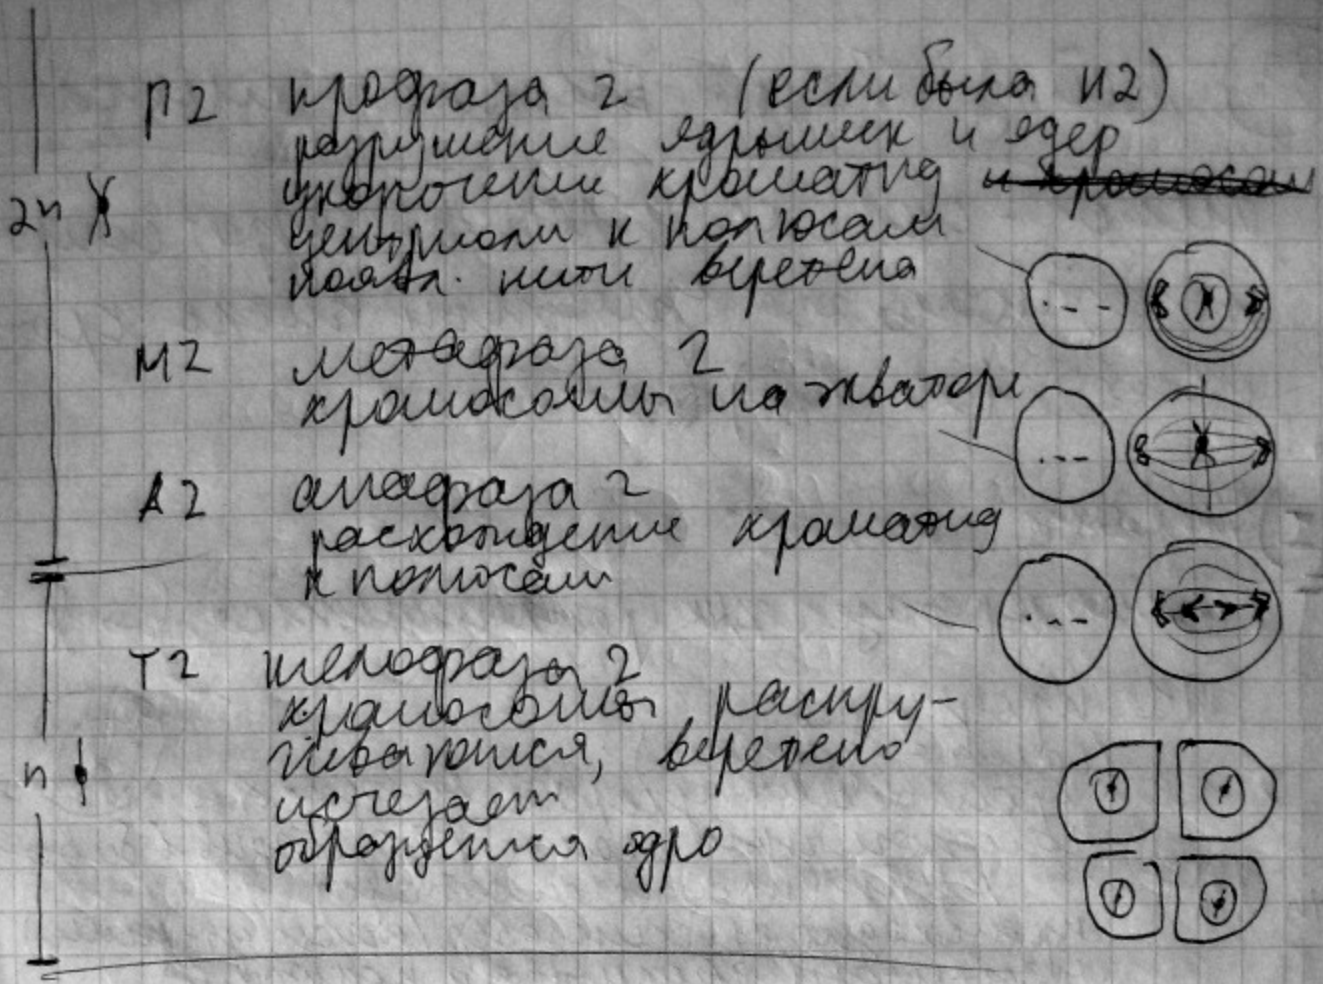 П2 профаза 2 (если была и2)
разрушение ядрышек и ядер
укорочение хроматид и хромосом
2n
центриоли к полюсам
появл. нити веретена
М2 метафаза 2
хромосомы на экваторе
А2 анафаза 2
расхождение хроматид
к полюсам
Т2 телофаза 2
хромосомы раскру-
чиваются, веретено
n
исчезает
образуется ядро